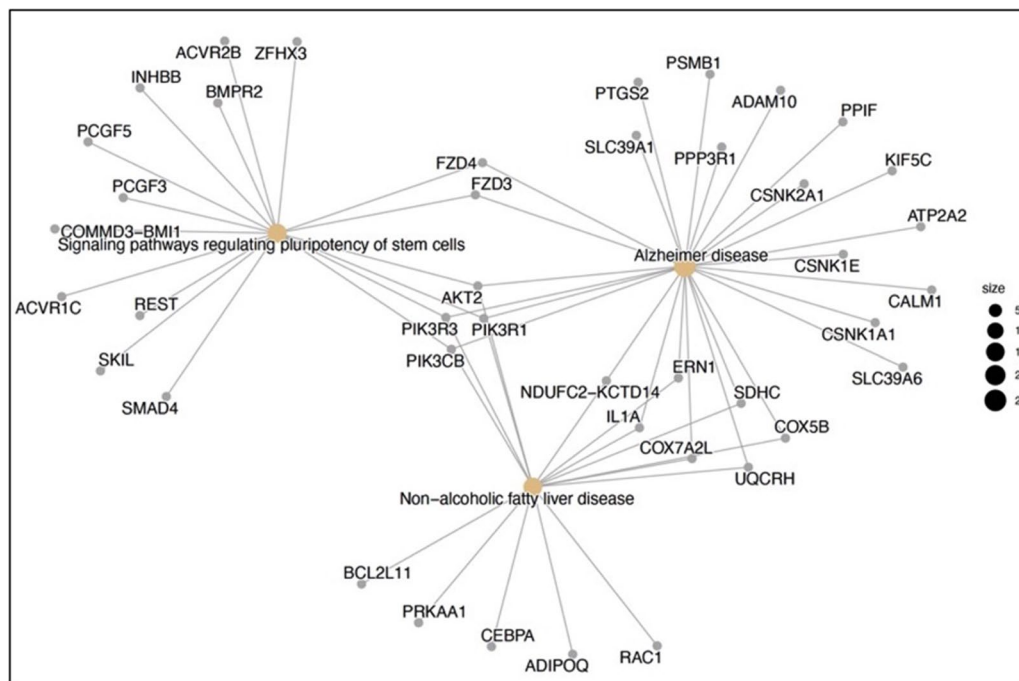 ACVR2B
ZFHX3
INHBB
BMPR2
PCGF5
PCGF3
COMMD3−BMI1
Signaling pathways regulating pluripotency of stem cells
ACVR1C
REST
SKIL
SMAD4
FZD4
FZD3
AKT2
PIK3R3
PIK3R1
PIK3CB
PSMB1
PTGS2
ADAM10
PPIF
SLC39A1
PPP3R1
KIF5C
CSNK2A1
ATP2A2
Alzheimer disease
CSNK1E
CALM1
CSNK1A1
SLC39A6
ERN1
NDUFC2−KCTD14
SDHC
IL1A
COX5B
COX7A2L
UQCRH
Non−alcoholic fatty liver disease
BCL2L11
PRKAA1
CEBPA
ADIPOQ
RAC1
size